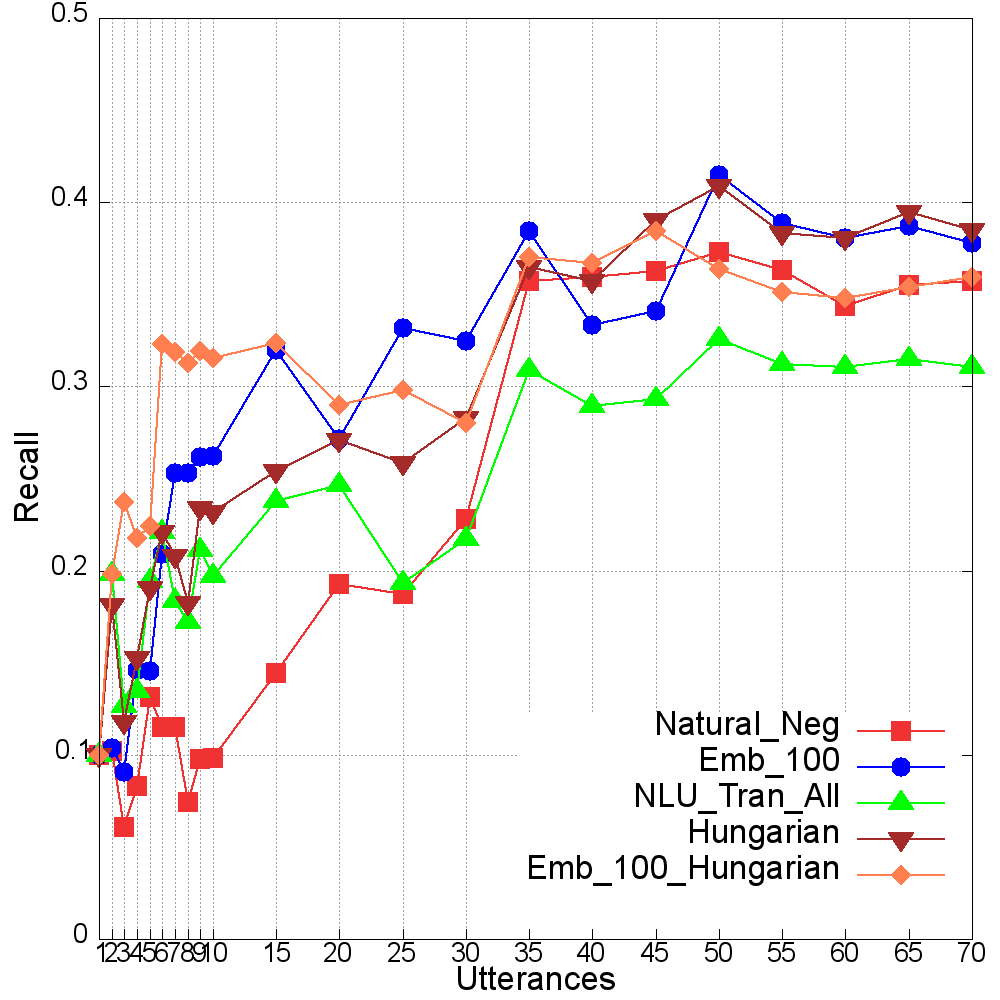 0.5
0.4
0.3
0.2
0.1
0
Recall
1 2 3 4 5 6 7 8 9 10 15 20 25 30 35 40 45 50 55 60 65 70
Utterances
Natural_Neg
Emb_100
NLU_Tran_All
Hungarian
Emb_100_Hungarian